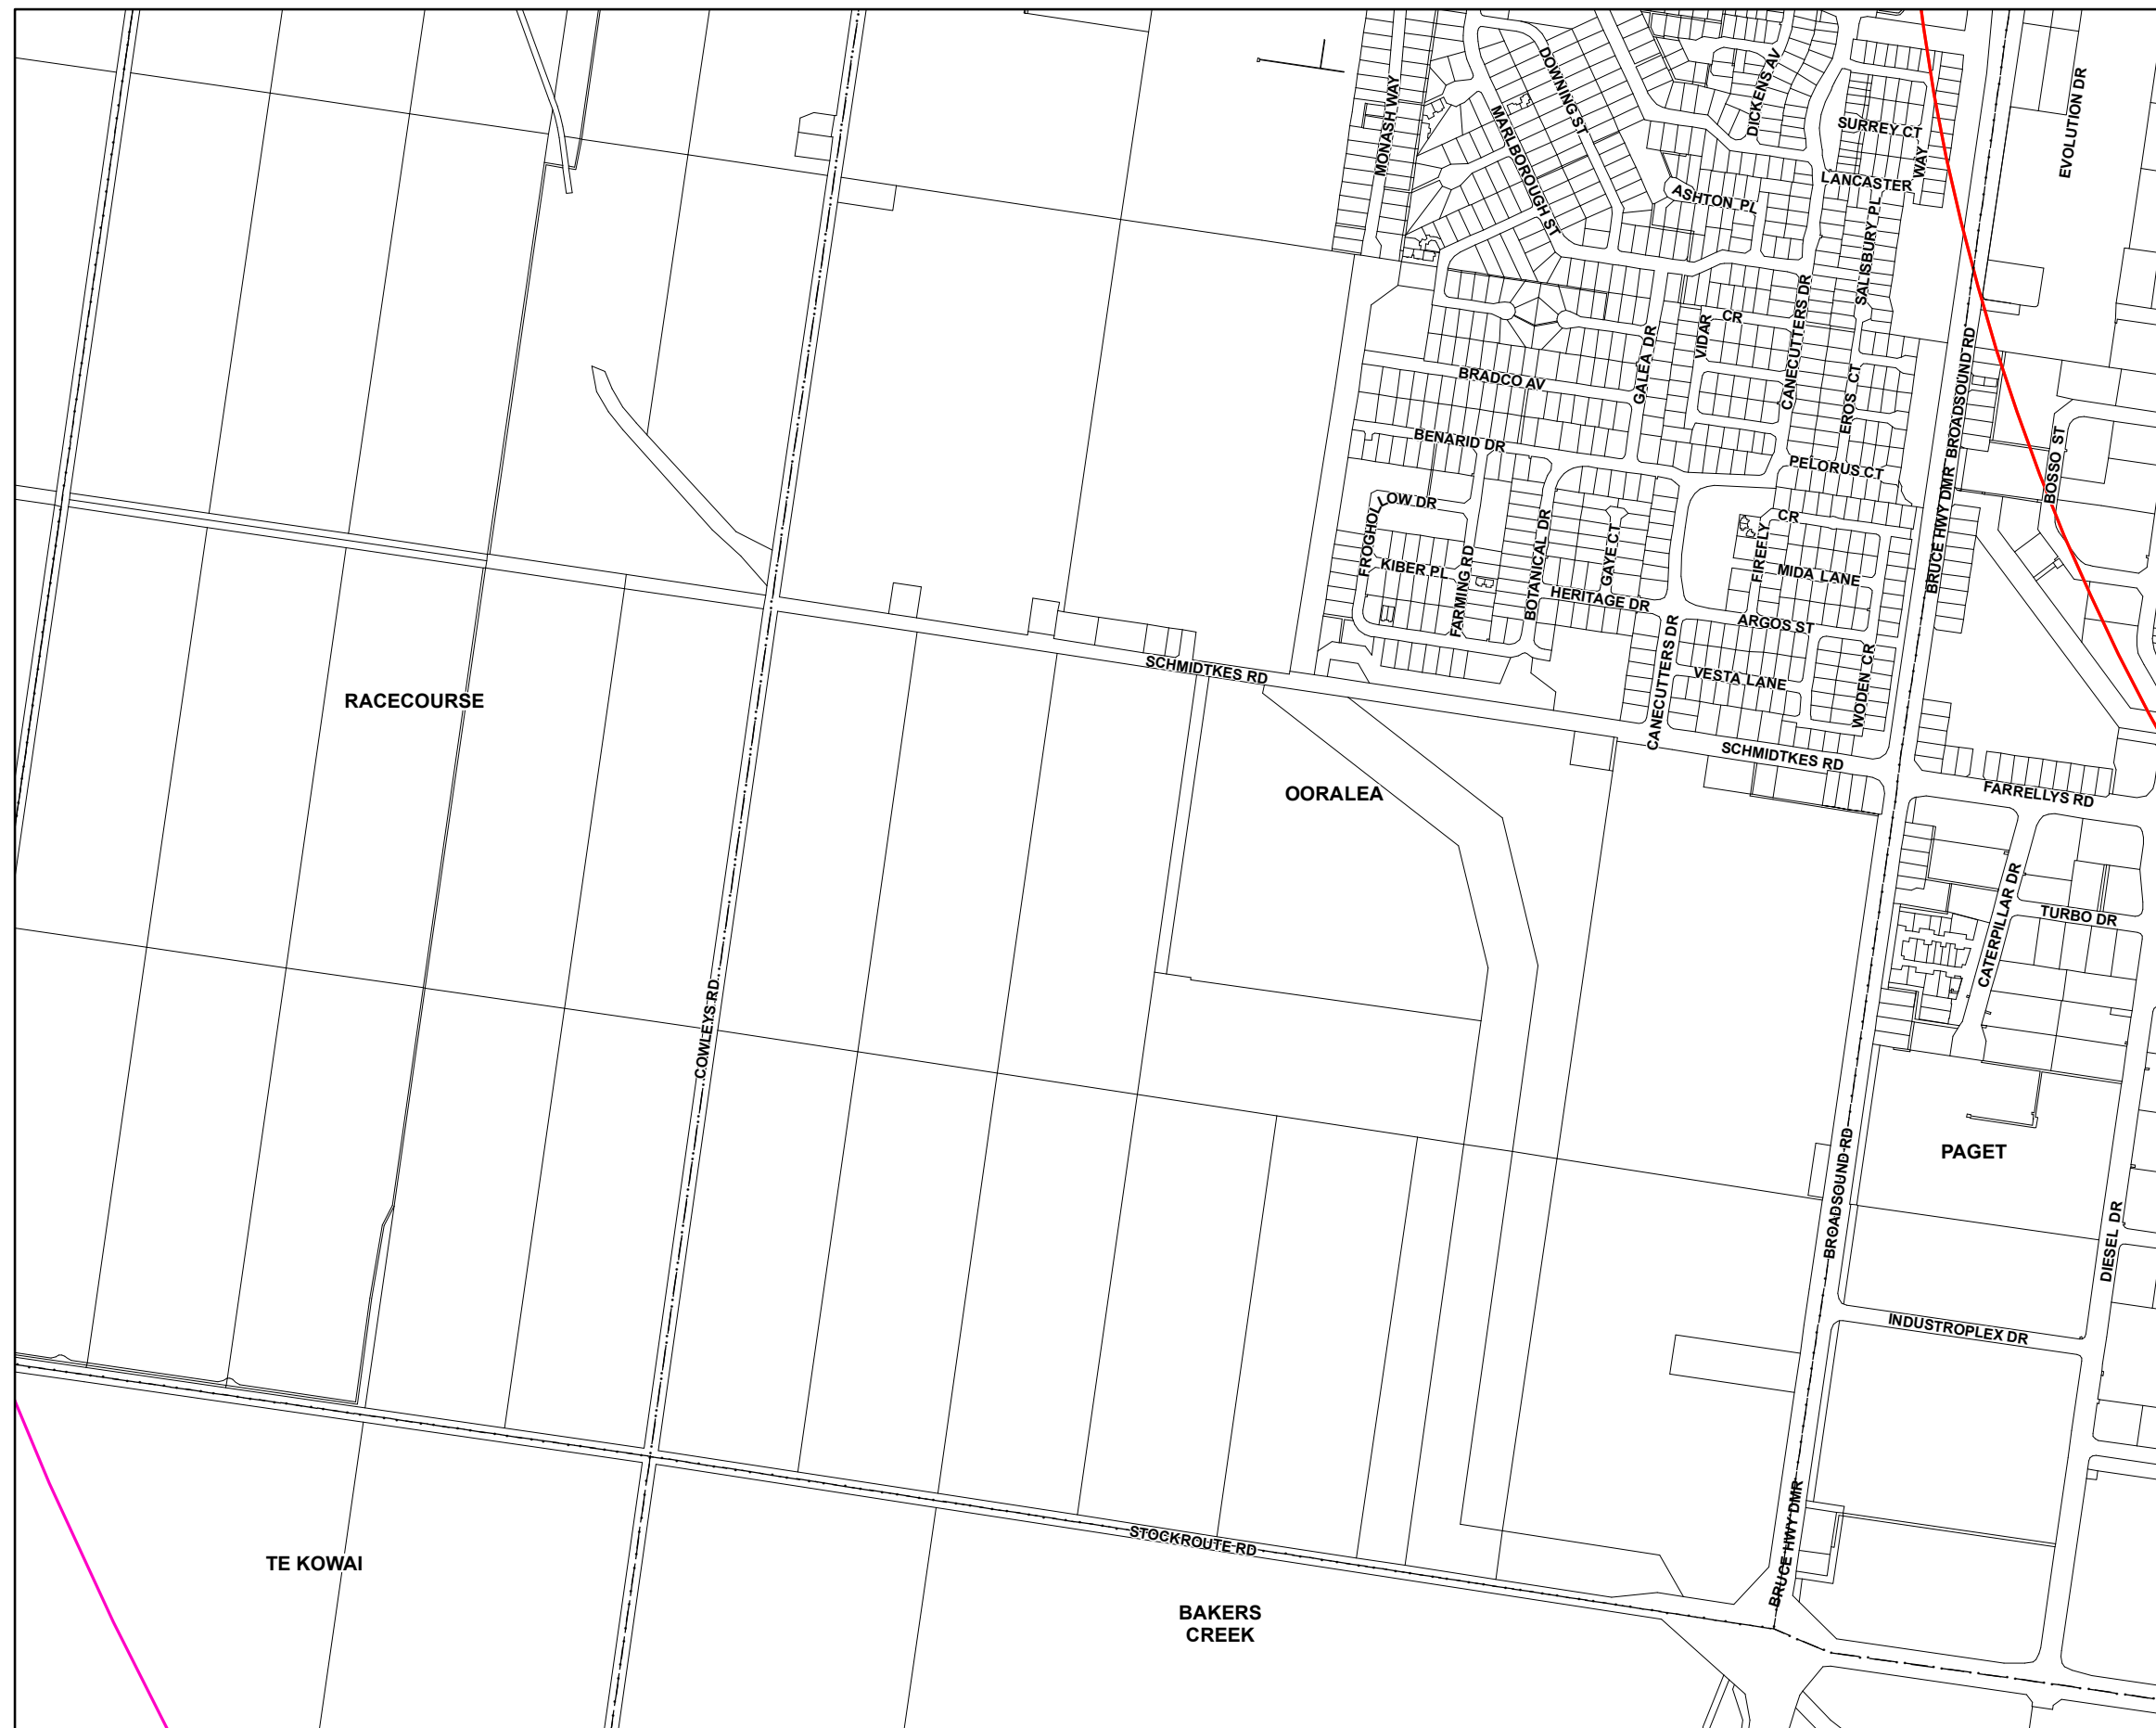 DOWNING ST
DICKENS AV
EVOLUTION DR
MONASH WAY
MARLBOROUGH ST
SURREY CT
LANCASTER
WAY
ASHTON PL
SALISBURY PL
CANECUTTERS DR
VIDAR
CR
GALEA DR
BRADCO AV
EROS CT
BROADSOUND RD
BENARID DR
PELORUS CT
BRUCE HWY DMR
BOSSO ST
FROGHOLLOW DR
CR
FIREFLY
BOTANICAL DR
GAYE CT
KIBER PL
FARMING RD
MIDA LANE
HERITAGE DR
ARGOS ST
CANECUTTERS DR
VESTA LANE
WODEN CR
SCHMIDTKES RD
RACECOURSE
SCHMIDTKES RD
OORALEA
FARRELLYS RD
CATERPILLAR DR
TURBO DR
COWLEYS RD
PAGET
BROADSOUND RD
DIESEL DR
INDUSTROPLEX DR
STOCKROUTE RD
BRUCE HWY DMR
TE KOWAI
BAKERS
CREEK